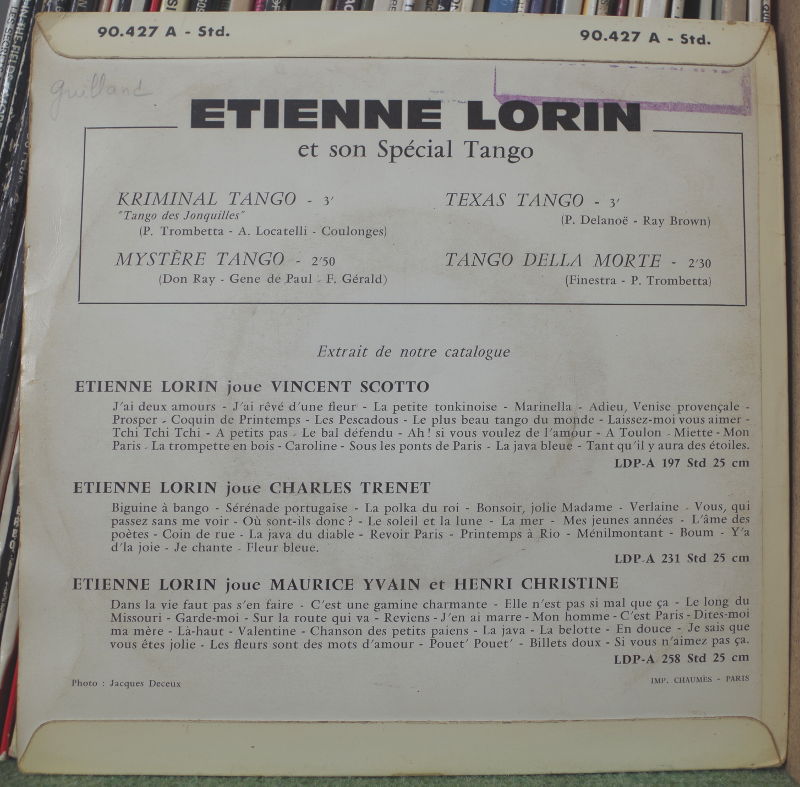 90.427 A - Std.
90.427 A - Std.
guilland
ETIENNE LORIN
et son Spécial Tango
KRIMINAL TANGO - 3'
"Tango des Jonquilles"
(P. Trombetta - A. Locatelli - Coulonges)
MYSTÈRE TANGO - 2'50
(Don Ray - Gene de Paul - F. Gérald)
TEXAS TANGO - 3'
(P. Delanoë - Ray Brown)
TANGO DELLA MORTE - 2'30
(Finestra - P. Trombetta)
Extrait de notre catalogue
ETIENNE LORIN joue VINCENT SCOTTO
J'ai deux amours - J'ai rêvé d'une fleur - La petite tonkinoise - Marinella - Adieu, Venise provençale -
Prosper - Coquin de Printemps - Les Pescadous - Le plus beau tango du monde - Laissez-moi vous aimer -
Tchi Tchi Tchi - A petits pas - Le bal défendu - Ah ! si vous voulez de l'amour - A Toulon - Miette - Mon
Paris - La trompette en bois - Caroline - Sous les ponts de Paris - La java bleue - Tant qu'il y aura des étoiles.
LDP-A 197 Std 25 cm
ETIENNE LORIN joue CHARLES TRENET
Biguine à bango - Sérénade portugaise - La polka du roi - Bonsoir, jolie Madame - Verlaine - Vous, qui
passez sans me voir - Où sont-ils donc ? - Le soleil et la lune - La mer - Mes jeunes années - L'âme des
poètes - Coin de rue - La java du diable - Revoir Paris - Printemps à Rio - Ménilmontant - Boum - Y'a
d'la joie - Je chante - Fleur bleue.
LDP-A 231 Std 25 cm
ETIENNE LORIN joue MAURICE YVAIN et HENRI CHRISTINE
Dans la vie faut pas s'en faire - C'est une gamine charmante - Elle n'est pas si mal que ça - Le long du
Missouri - Garde-moi - Sur la route qui va - Reviens - J'en ai marre - Mon homme - C'est Paris - Dites-moi
ma mère - Là-haut - Valentine - Chanson des petits paiens - La java - La belotte - En douce - Je sais que
vous êtes jolie - Les fleurs sont des mots d'amour - Pouet' Pouet' - Billets doux - Si vous n'aimez pas ça.
LDP-A 258 Std 25 cm
Photo : Jacques Deceux
IMP. CHAUMÈS - PARIS